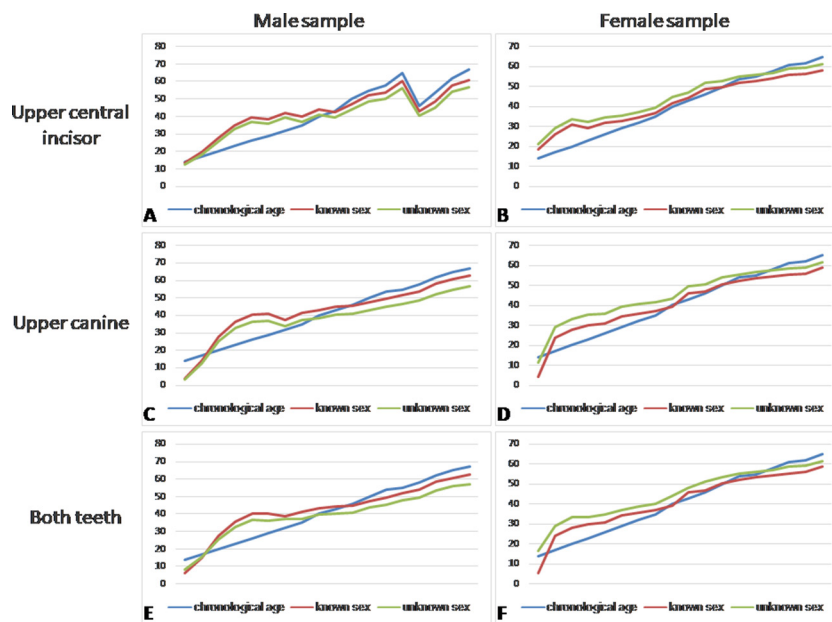 Male sample
Female sample
Upper central
incisor
80
70
60
50
40
30
20
10
0
A
chronological age known sex unknown sex
70
60
50
40
30
20
10
0
B
chronological age known sex unknown sex
Upper canine
80
70
60
50
40
30
20
10
0
C
chronological age known sex unknown sex
70
60
50
40
30
20
10
0
D
chronological age known sex unknown sex
Both teeth
80
70
60
50
40
30
20
10
0
E
chronological age known sex unknown sex
70
60
50
40
30
20
10
0
F
chronological age known sex unknown sex